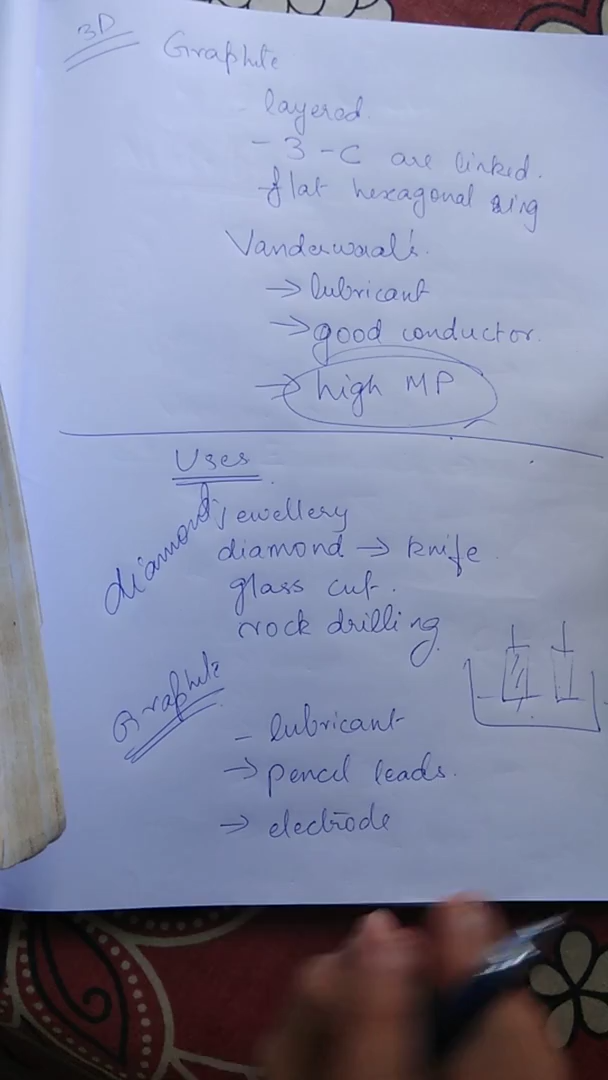 3D
Graphite
layered.
- 3 - C are linked.
- flat hexagonal ring
Vanderwaal's.
→ lubricant
→ good conductor.
→ high MP
Uses
diamond
jewellery
diamond → knife.
glass cut.
rock drilling.
Graphite
- lubricant
→ pencil leads.
→ electrode